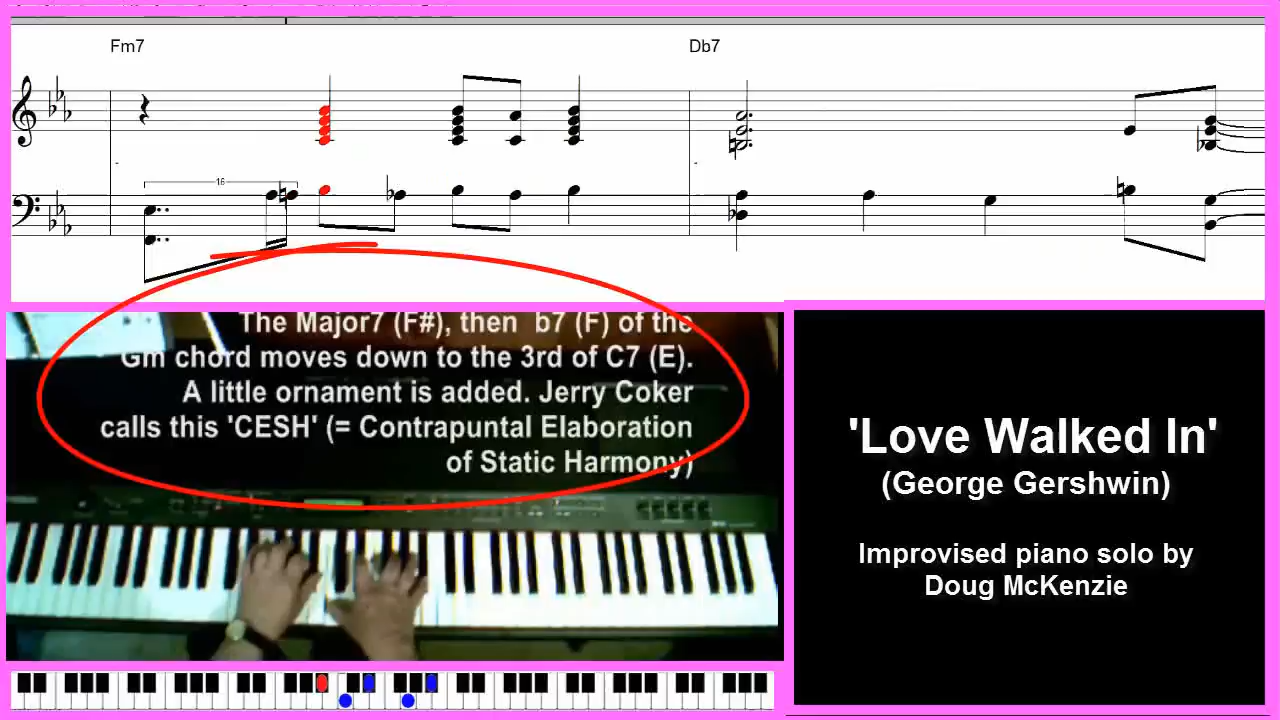 Fm7
Db7
16
The Major7 (F#), then b7 (F) of the
Gm chord moves down to the 3rd of C7 (E).
A little ornament is added. Jerry Coker
calls this 'CESH' (= Contrapuntal Elaboration
of Static Harmony)
'Love Walked In'
(George Gershwin)
Improvised piano solo by
Doug McKenzie